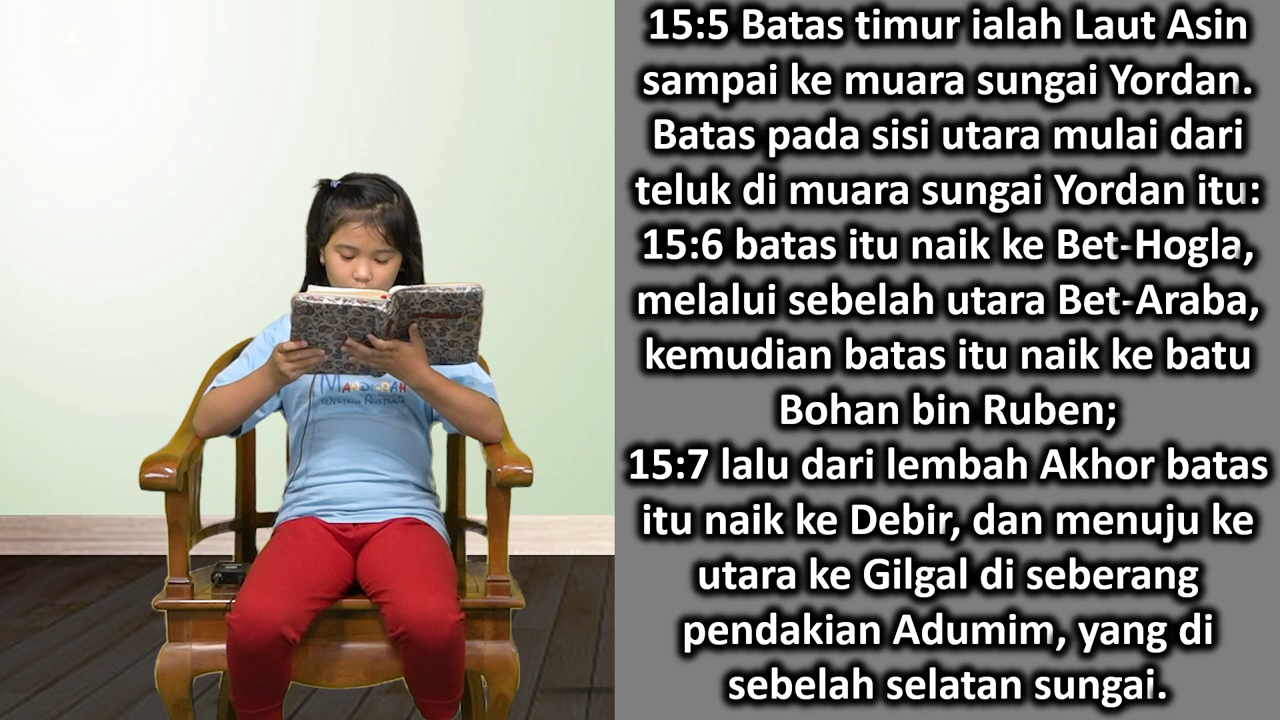 15:5 Batas timur ialah Laut Asin
sampai ke muara sungai Yordan.
Batas pada sisi utara mulai dari
teluk di muara sungai Yordan itu:
15:6 batas itu naik ke Bet-Hogla,
melalui sebelah utara Bet-Araba,
kemudian batas itu naik ke batu
Bohan bin Ruben;
15:7 lalu dari lembah Akhor batas
itu naik ke Debir, dan menuju ke
utara ke Gilgal di seberang
pendakian Adumim, yang di
sebelah selatan sungai.
MANDURAH
WESTERN AUSTRALIA